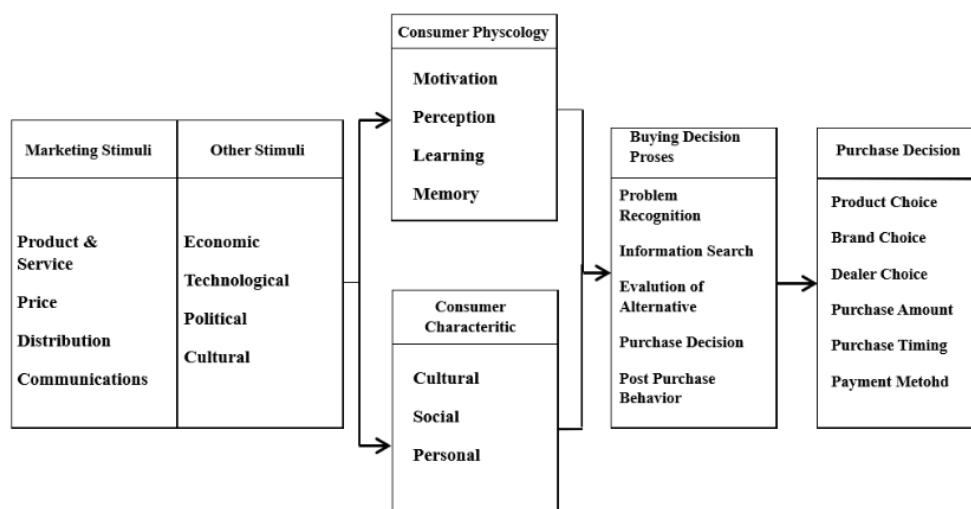 Marketing Stimuli
Product &
Service
Price
Distribution
Communications
Other Stimuli
Economic
Technological
Political
Cultural
Consumer Physcology
Motivation
Perception
Learning
Memory
Consumer
Characteritic
Cultural
Social
Personal
Buying Decision
Proses
Problem
Recognition
Information Search
Evalution of
Alternative
Purchase Decision
Post Purchase
Behavior
Purchase Decision
Product Choice
Brand Choice
Dealer Choice
Purchase Amount
Purchase Timing
Payment Metohd